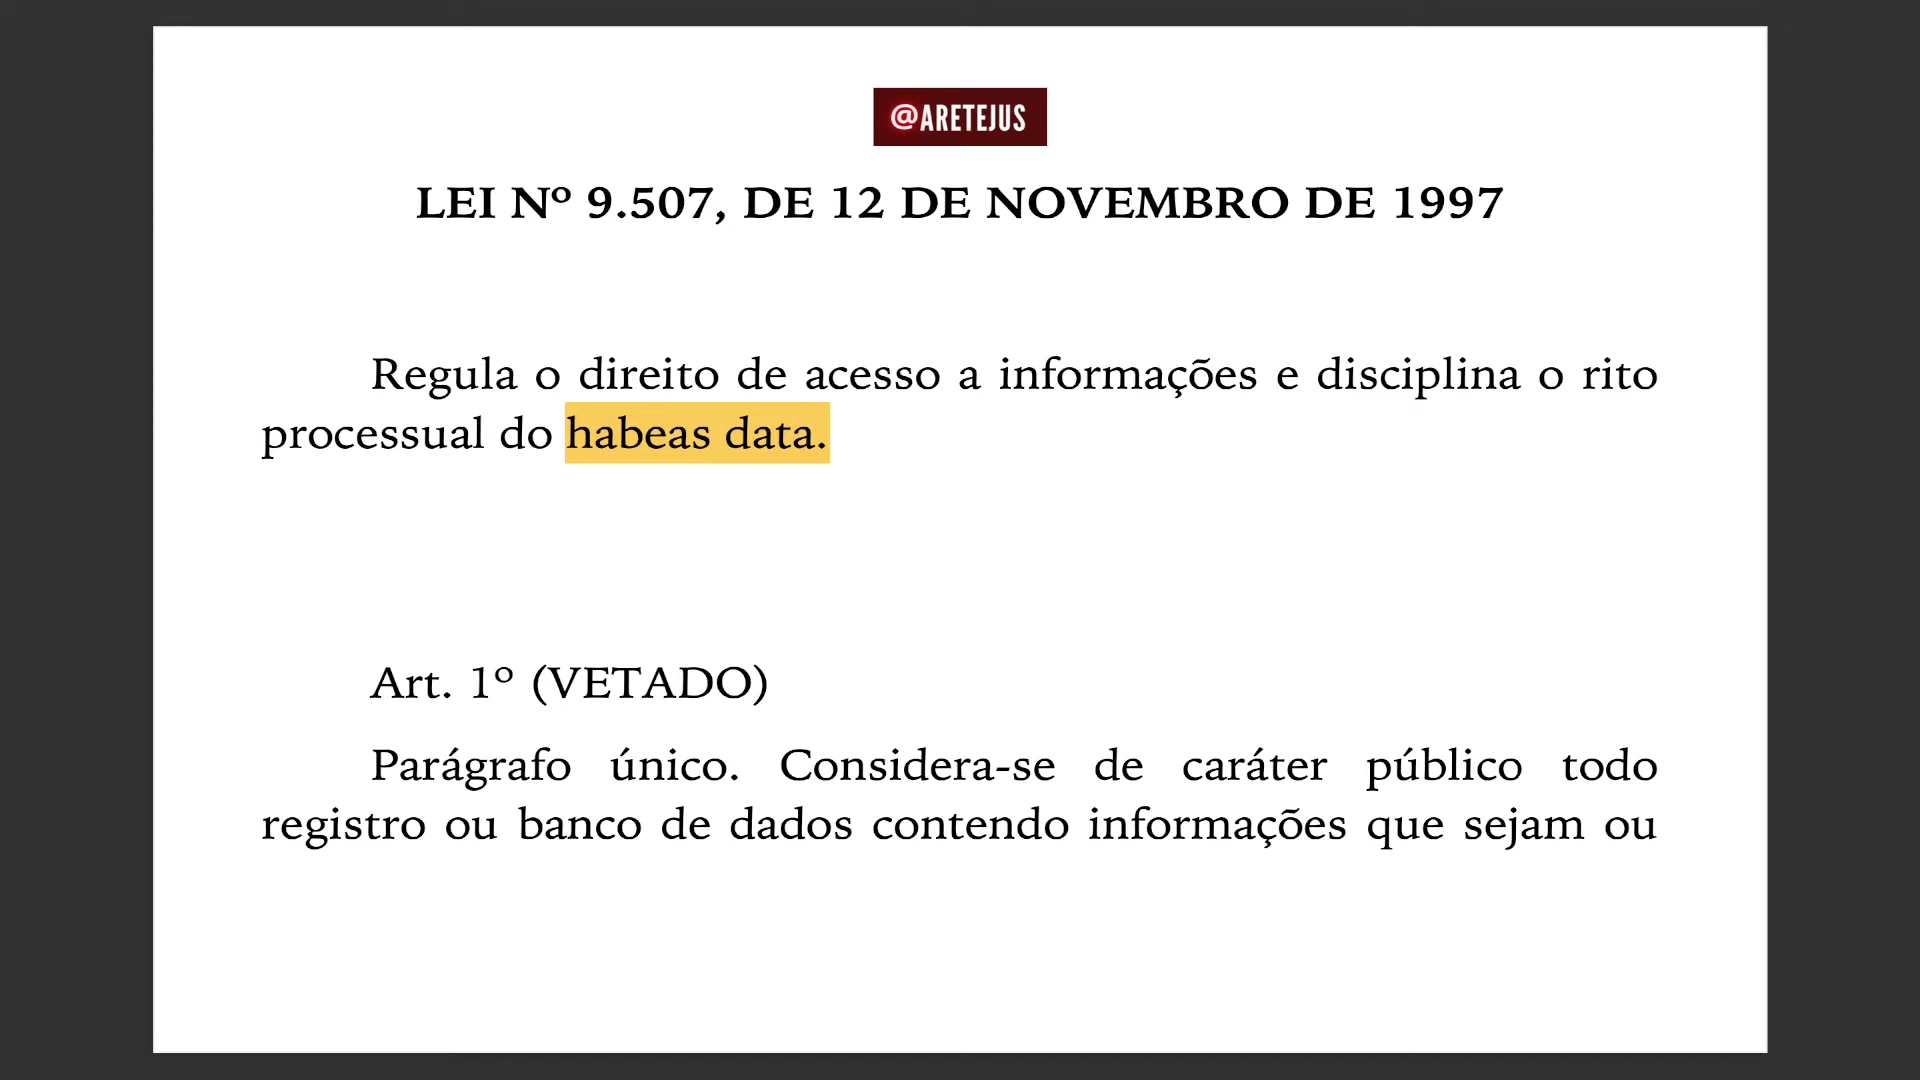 @ARETEJUS
LEI Nº 9.507, DE 12 DE NOVEMBRO DE 1997
Regula o direito de acesso a informações e disciplina o rito
processual do habeas data.
Art. 1º (VETADO)
Parágrafo único. Considera-se de caráter público todo
registro ou banco de dados contendo informações que sejam ou